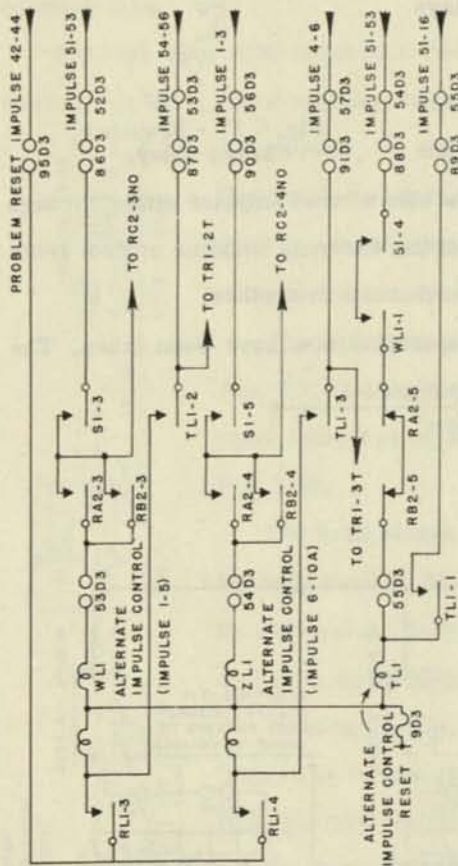 PROBLEM RESET IMPULSE 42-44
95D3
IMPULSE 51-53
86D3 52D3
S1-3
TO RC2-3NO
RA2-3
RB2-3
53D3
WL1
ALTERNATE
IMPULSE CONTROL
(IMPULSE 1-5)
RL1-3
IMPULSE 54-56
87D3 53D3
TL1-2
TO TR1-2T
IMPULSE 1-3
90D3 56D3
S1-5
TO RC2-4NO
RA2-4
RB2-4
54D3
ZL1
ALTERNATE
IMPULSE CONTROL
(IMPULSE 6-10A)
RL1-4
IMPULSE 4-6
91D3 57D3
TL1-3
TO TR1-3T
IMPULSE 51-53
88D3 54D3
S1-4
WL1-1
RA2-5
RB2-5
55D3
TL1
IMPULSE 51-16
89D3 55D3
TL1-1
9D3
ALTERNATE
IMPULSE CONTROL
RESET